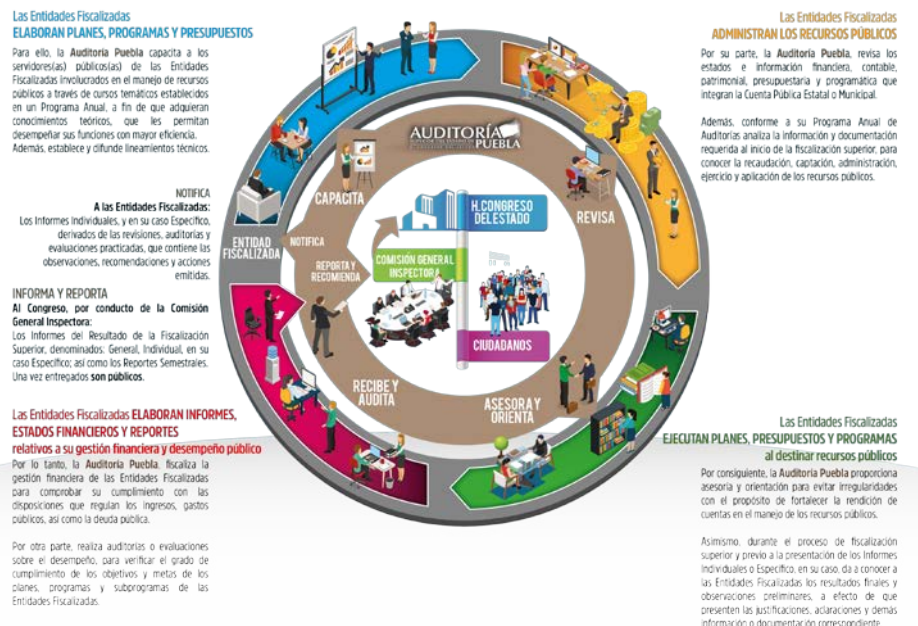 Las Entidades Fiscalizadas
ELABORAN PLANES, PROGRAMAS Y PRESUPUESTOS
Para ello, la Auditoría Puebla capacita a los
servidores(as) públicos(as) de las Entidades
Fiscalizadas involucrados en el manejo de recursos
públicos a través de cursos temáticos establecidos
en un Programa Anual, a fin de que adquieran
conocimientos teóricos, que les permitan
desempeñar sus funciones con mayor eficiencia.
Además, establece y difunde lineamientos técnicos.
NOTIFICA
A las Entidades Fiscalizadas:
Los Informes Individuales, y en su caso Específico,
derivados de las revisiones, auditorías y
evaluaciones practicadas, que contiene las
observaciones, recomendaciones y acciones
emitidas.
INFORMA Y REPORTA
Al Congreso, por conducto de la Comisión
General Inspectora:
Los Informes del Resultado de la Fiscalización
Superior, denominados: General, Individual, en su
caso Específico; así como los Reportes Semestrales.
Una vez entregados son públicos.
Las Entidades Fiscalizadas ELABORAN INFORMES,
ESTADOS FINANCIEROS Y REPORTES
relativos a su gestión financiera y desempeño público
Por lo tanto, la Auditoría Puebla, fiscaliza la
gestión financiera de las Entidades Fiscalizadas
para comprobar su cumplimiento con las
disposiciones que regulan los ingresos, gastos
públicos, así como la deuda pública.
Por otra parte, realiza auditorías o evaluaciones
sobre el desempeño, para verificar el grado de
cumplimiento de los objetivos y metas de los
planes, programas y subprogramas de las
Entidades Fiscalizadas.
AUDITORÍA
PUEBLA
CAPACITA
REVISA
H. CONGRESO
DEL ESTADO
ENTIDAD
FISCALIZADA
NOTIFICA
REPORTA Y
RECOMIENDA
COMISIÓN GENERAL
INSPECTORA
CIUDADANOS
RECIBE Y
AUDITA
ASESORA Y
ORIENTA
Las Entidades Fiscalizadas
ADMINISTRAN LOS RECURSOS PÚBLICOS
Por su parte, la Auditoría Puebla, revisa los
estados e información financiera, contable,
patrimonial, presupuestaria y programática que
integran la Cuenta Pública Estatal o Municipal.
Además, conforme a su Programa Anual de
Auditorías analiza la información y documentación
requerida al inicio de la fiscalización superior, para
conocer la recaudación, captación, administración,
ejercicio y aplicación de los recursos públicos.
Las Entidades Fiscalizadas
EJECUTAN PLANES, PRESUPUESTOS Y PROGRAMAS
al destinar recursos públicos
Por consiguiente, la Auditoría Puebla proporciona
asesoría y orientación para evitar irregularidades
con el propósito de fortalecer la rendición de
cuentas en el manejo de los recursos públicos.
Asimismo, durante el proceso de fiscalización
superior y previo a la presentación de los Informes
Individuales o Específico, en su caso, da a conocer a
las Entidades Fiscalizadas los resultados finales y
observaciones preliminares, a efecto de que
presenten las justificaciones, aclaraciones y demás
información o documentación correspondiente.